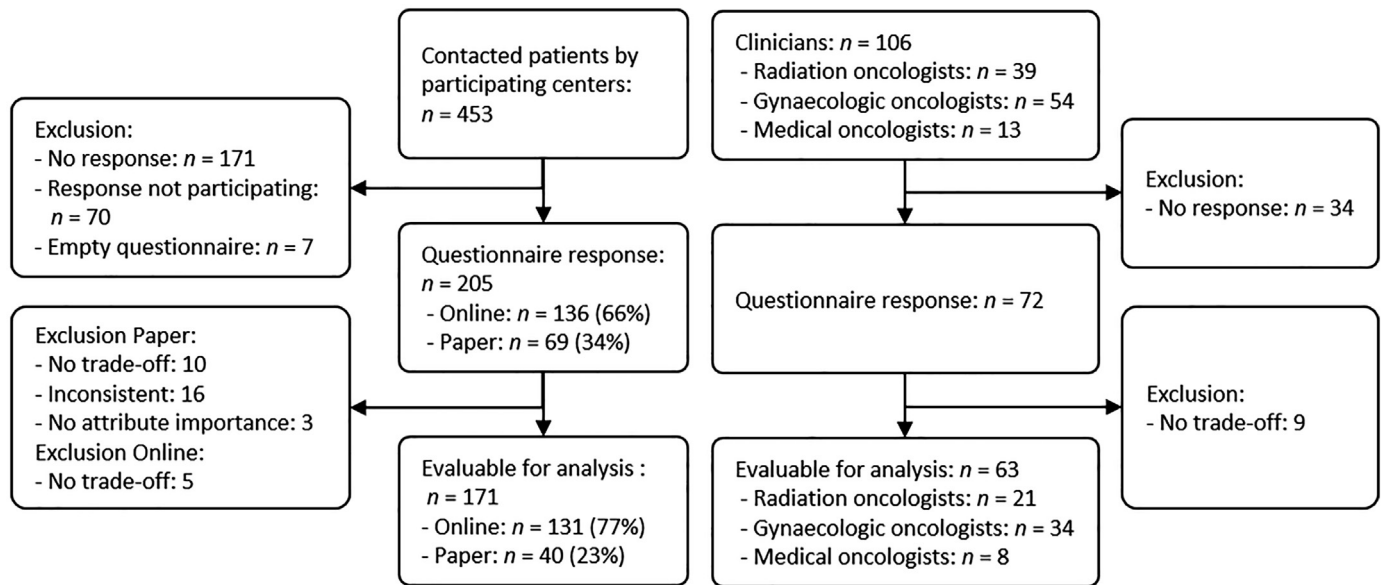 Contacted patients by
participating centers:
n = 453
Exclusion:
- No response: n = 171
- Response not participating:
n = 70
- Empty questionnaire: n = 7
Questionnaire response:
n = 205
- Online: n = 136 (66%)
- Paper: n = 69 (34%)
Exclusion Paper:
- No trade-off: 10
- Inconsistent: 16
- No attribute importance: 3
Exclusion Online:
- No trade-off: 5
Evaluable for analysis :
n = 171
- Online: n = 131 (77%)
- Paper: n = 40 (23%)
Clinicians: n = 106
- Radiation oncologists: n = 39
- Gynaecologic oncologists: n = 54
- Medical oncologists: n = 13
Exclusion:
- No response: n = 34
Questionnaire response: n = 72
Exclusion:
- No trade-off: 9
Evaluable for analysis: n = 63
- Radiation oncologists: n = 21
- Gynaecologic oncologists: n = 34
- Medical oncologists: n = 8